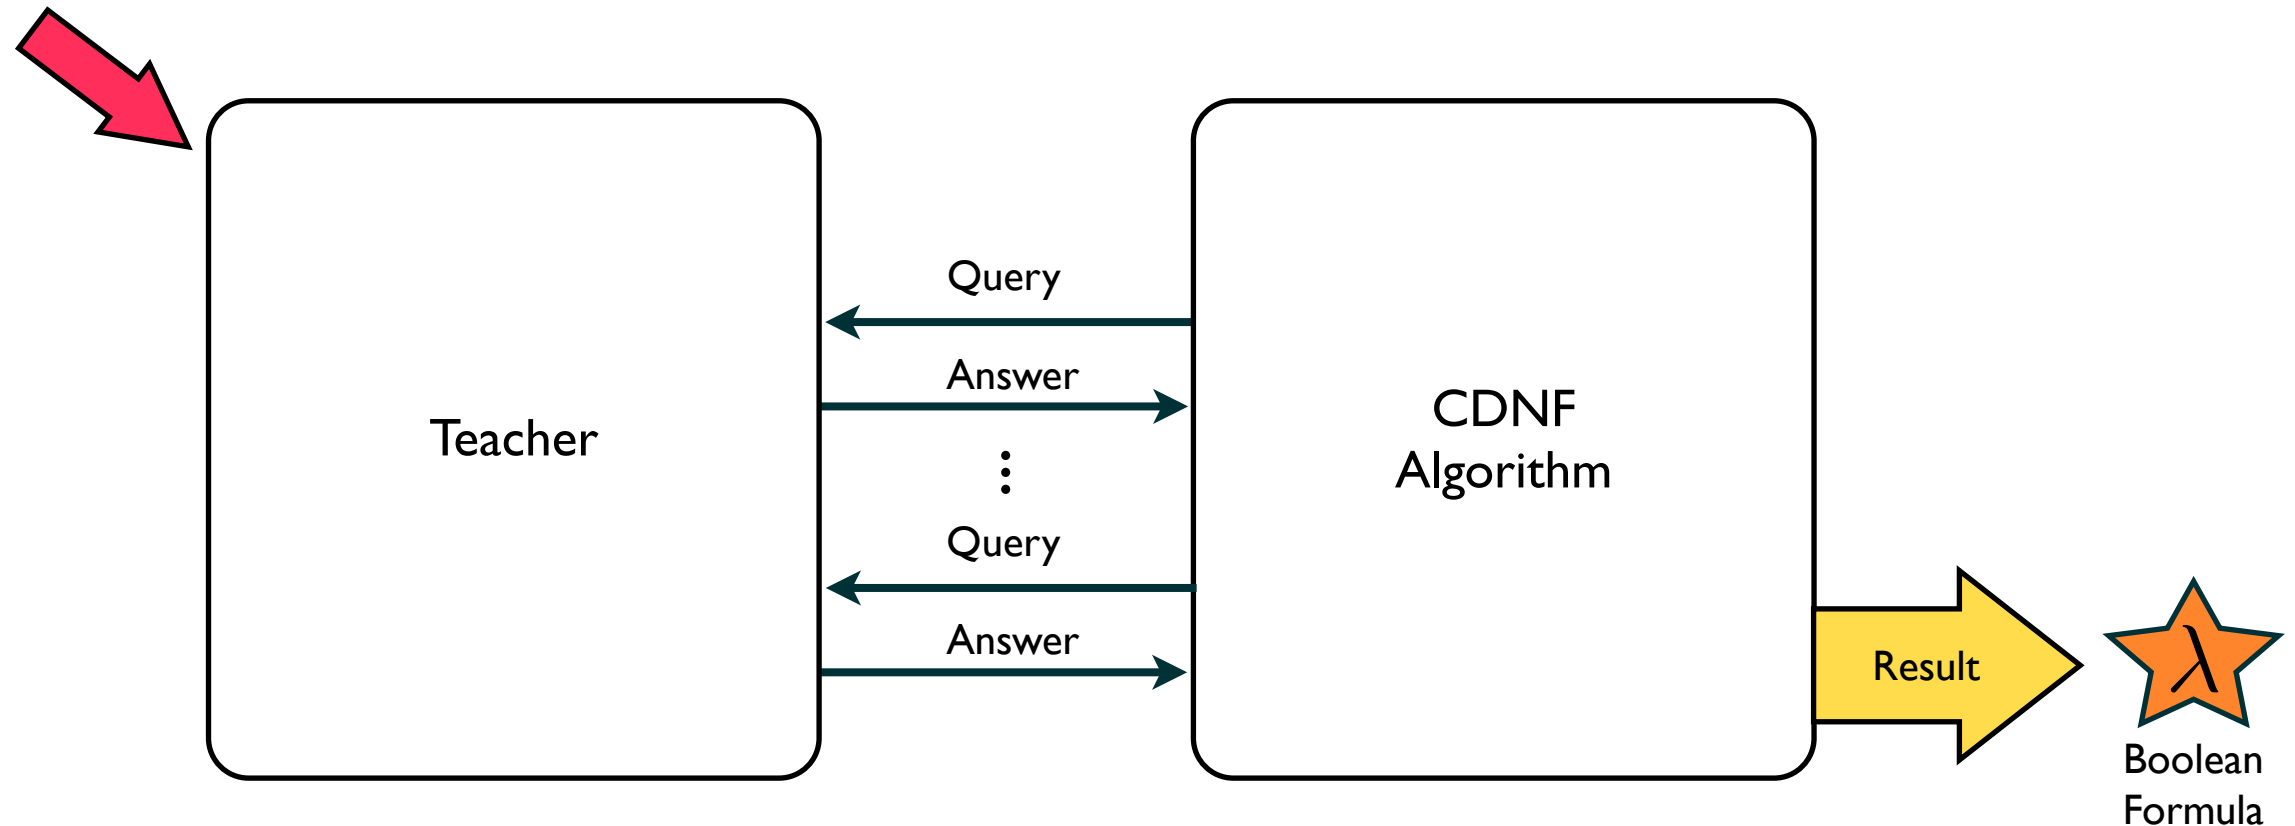 Teacher
Query
Answer
Query
Answer
CDNF
Algorithm
Result
λ
Boolean
Formula